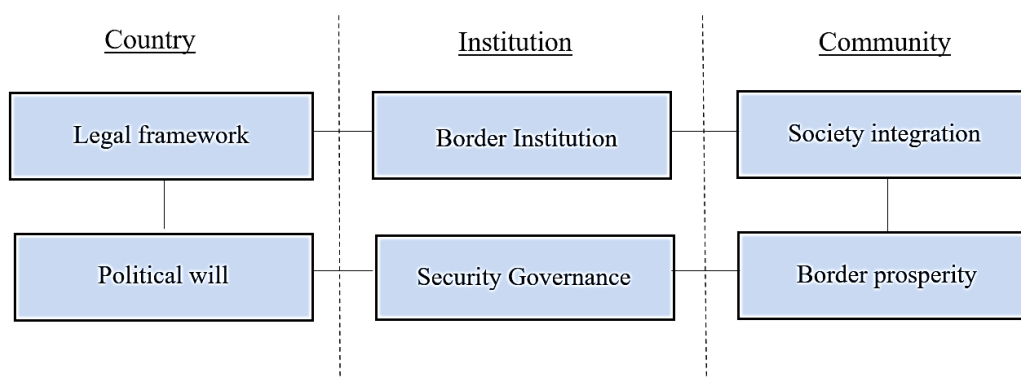 Country
Institution
Community
Legal framework
Border Institution
Society integration
Political will
Security Governance
Border prosperity